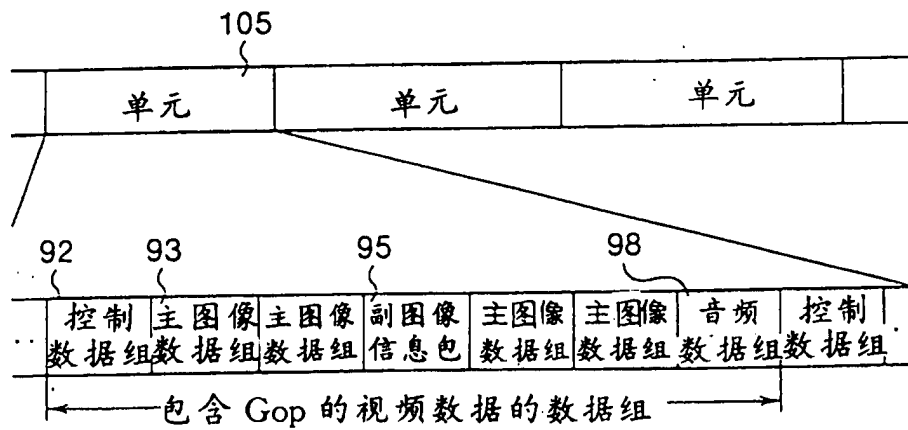 105
单元 单元 单元
92 93 95 98
控制 主图像 主图像 副图像 主图像 主图像 音频 控制
数据组 数据组 数据组 信息包 数据组 数据组 数据组 数据组
包含 Gop 的视频数据的数据组